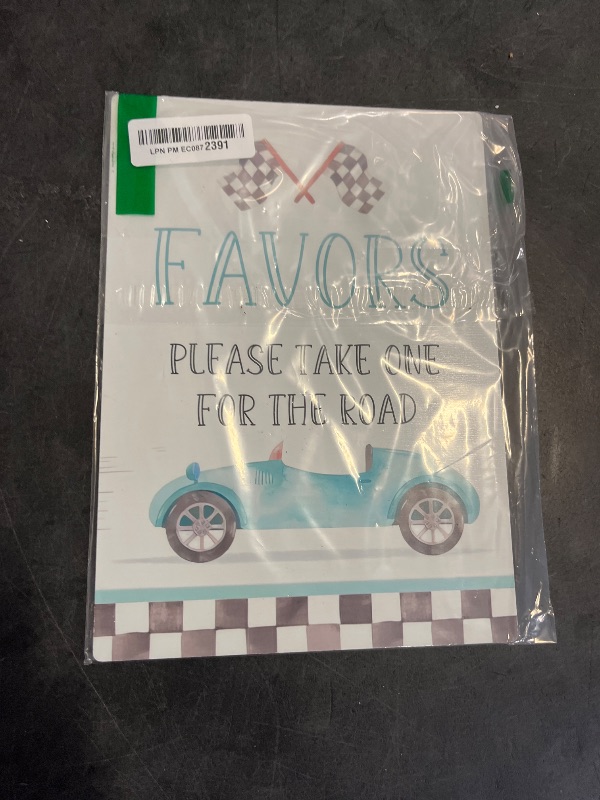 LPN PM EC087 2391
FAVORS
PLEASE TAKE ONE
FOR THE ROAD